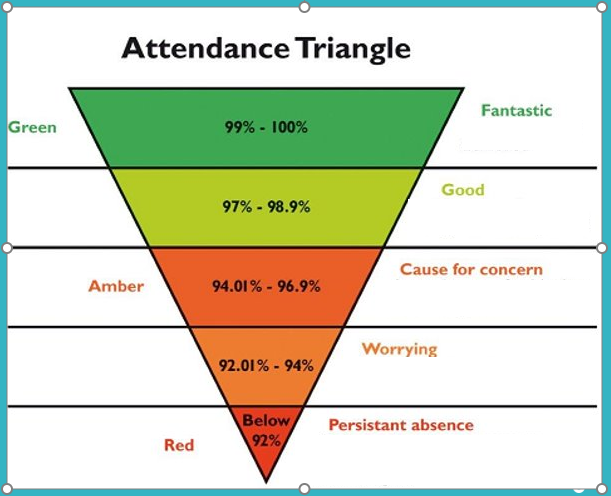 Attendance Triangle
Fantastic
Green
99% - 100%
Good
97% - 98.9%
Cause for concern
Amber
94.01% - 96.9%
Worrying
92.01% - 94%
Below
92%
Persistant absence
Red